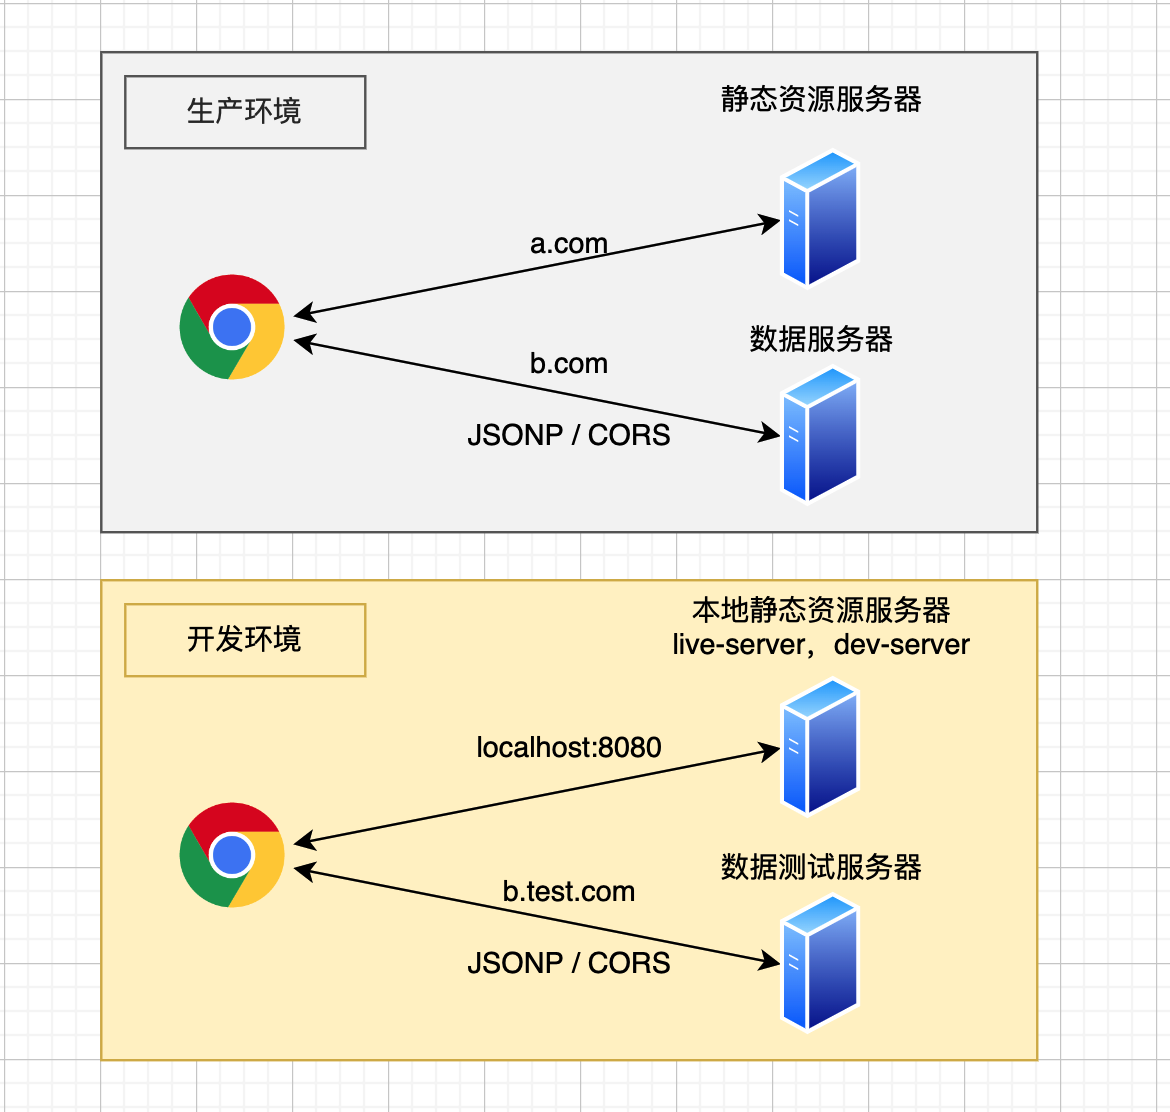 生产环境
静态资源服务器
a.com
数据服务器
b.com
JSONP / CORS
开发环境
本地静态资源服务器
live-server，dev-server
localhost:8080
数据测试服务器
b.test.com
JSONP / CORS